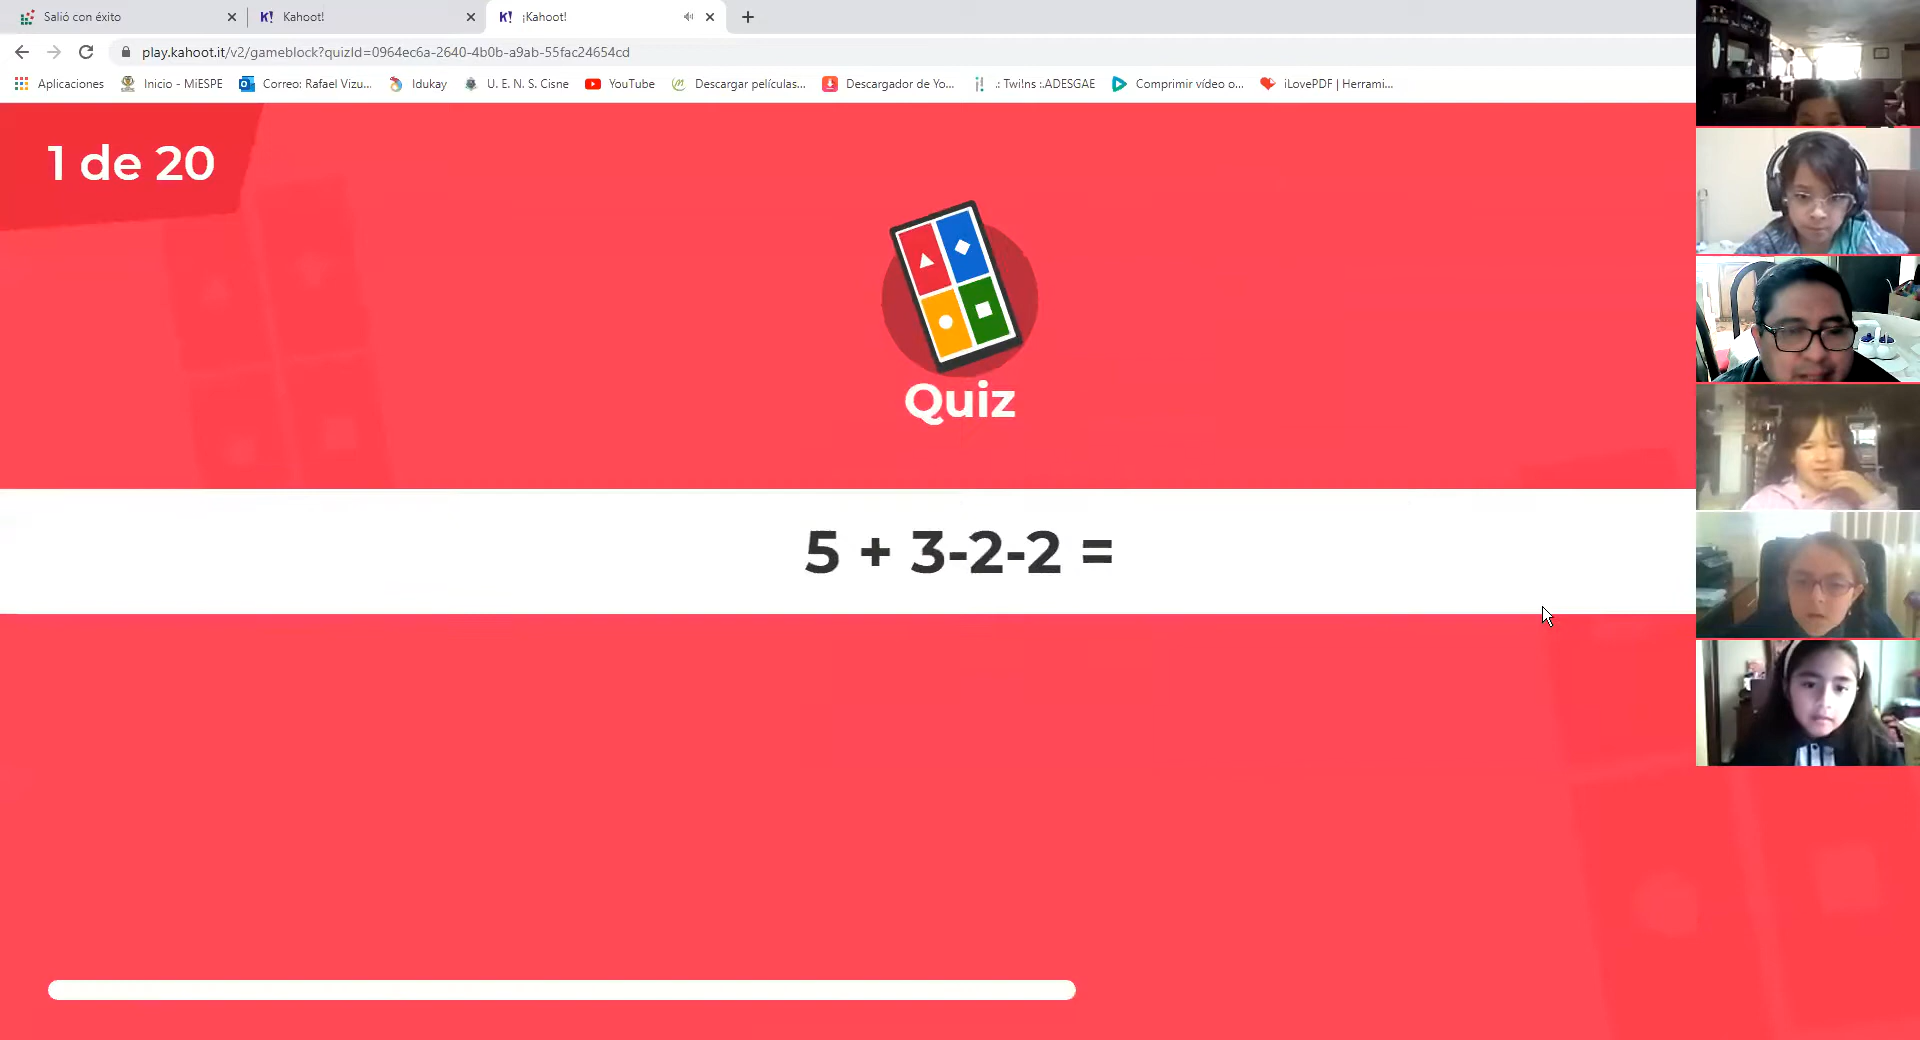 Salió con éxito
Kahoot!
¡Kahoot!
play.kahoot.it/v2/gameblock?quizId=0964ec6a-2640-4b0b-a9ab-55fac24654cd
Aplicaciones
Inicio - MiESPE
Correo: Rafael Vizu...
Idukay
U. E. N. S. Cisne
YouTube
Descargar películas...
Descargador de Yo...
.: Twi!ns :.ADESGAE
Comprimir vídeo o...
iLovePDF | Herrami...
1 de 20
Quiz
5 + 3-2-2 =